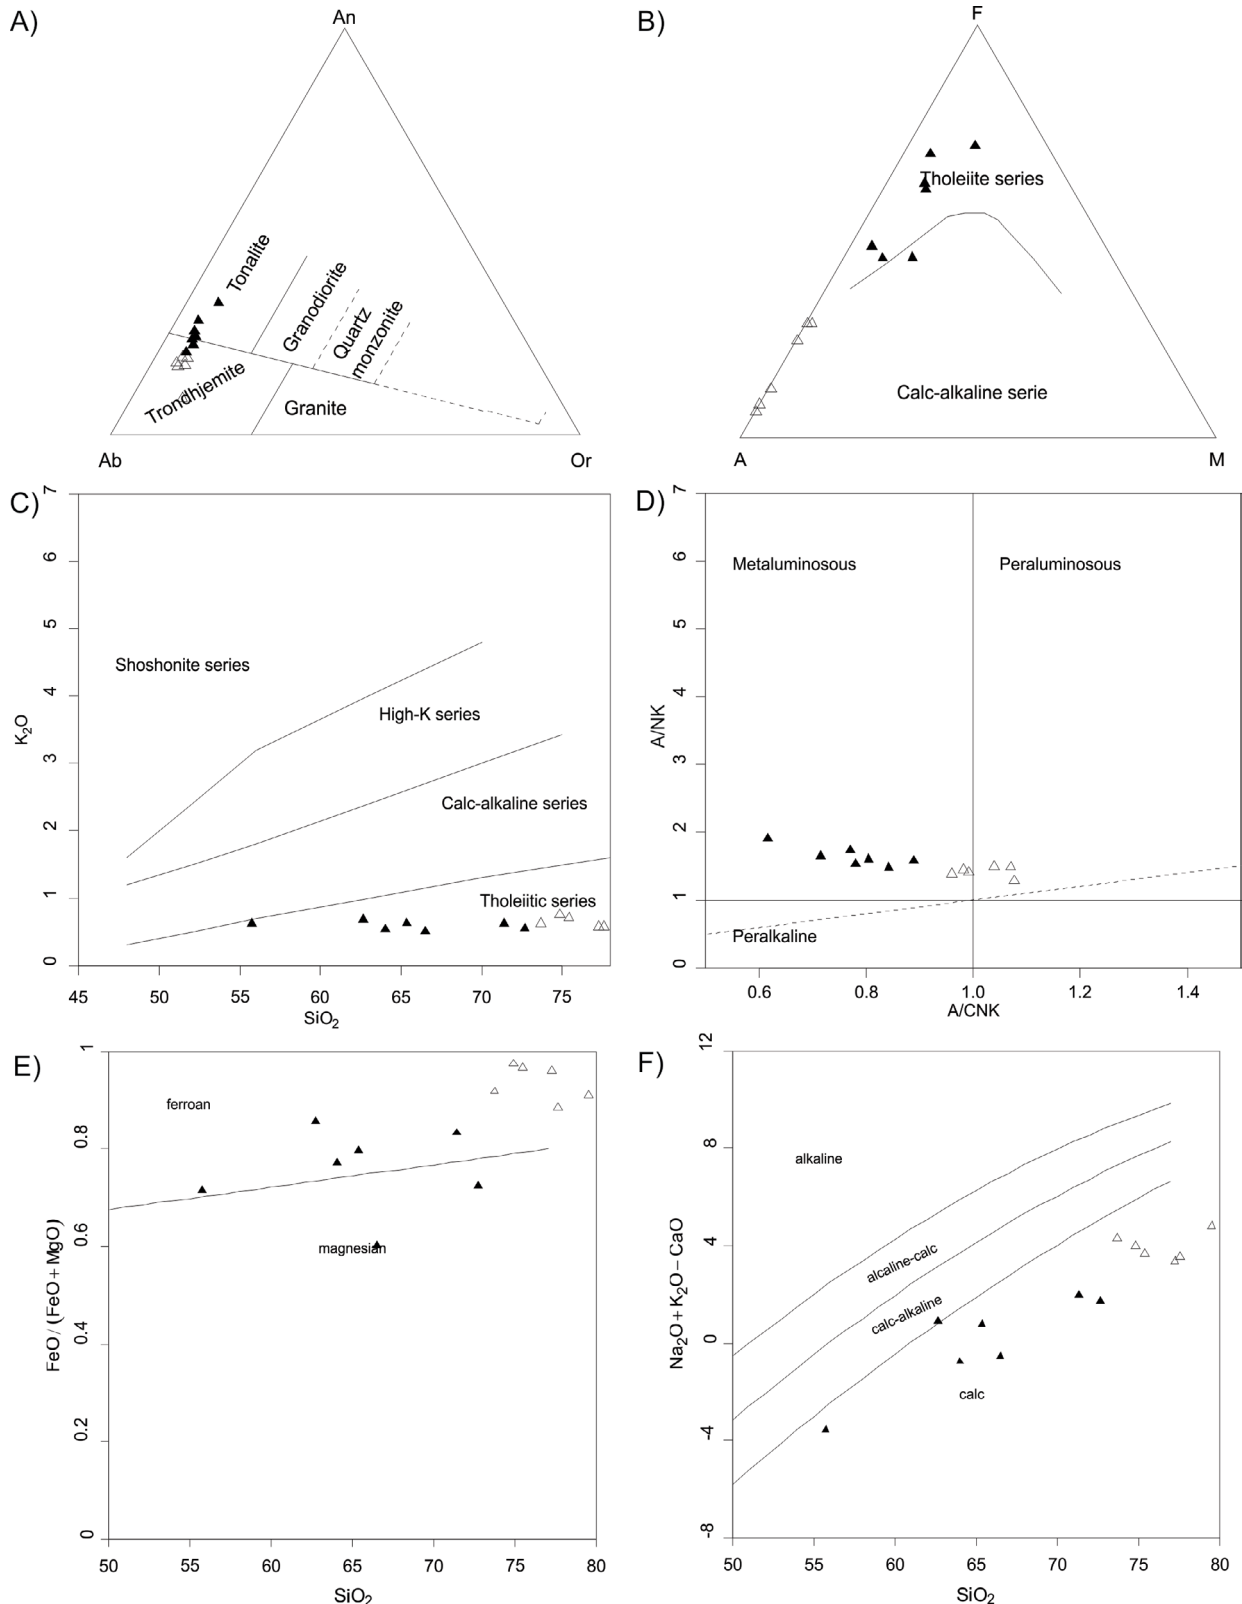 A)
An
Tonalite
Granodiorite
Quartz
monzonite
Trondhjemite
Granite
Ab
Or
B)
F
Tholeiite series
Calc-alkaline serie
A
M
C)
7
6
5
4
3
2
1
0
K₂O
Shoshonite series
High-K series
Calc-alkaline series
Tholeiitic series
45 50 55 60 65 70 75
SiO₂
D)
7
6
5
4
3
2
1
0
A/NK
Metaluminosous
Peraluminosous
Peralkaline
0.6 0.8 1.0 1.2 1.4
A/CNK
E)
1
0.8
0.6
0.4
0.2
0
FeO/(FeO+MgO)
ferroan
magnesian
50 55 60 65 70 75 80
SiO₂
F)
12
8
4
0
-4
-8
Na₂O+K₂O−CaO
alkaline
alcaline-calc
calc-alkaline
calc
50 55 60 65 70 75 80
SiO₂